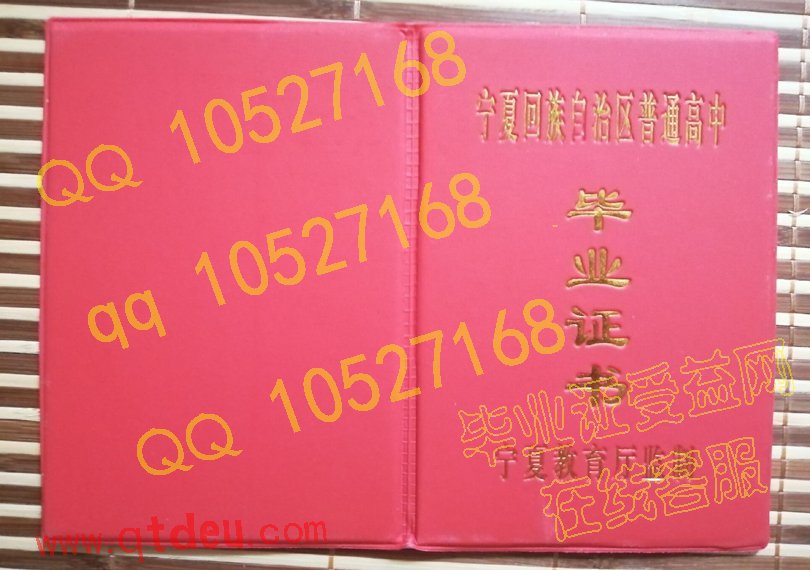 宁夏回族自治区普通高中
毕业证书
宁夏教育厅监制
QQ 10527168
qq 10527168
QQ 10527168
毕业证受益网
在线客服
www.qtdeu.com